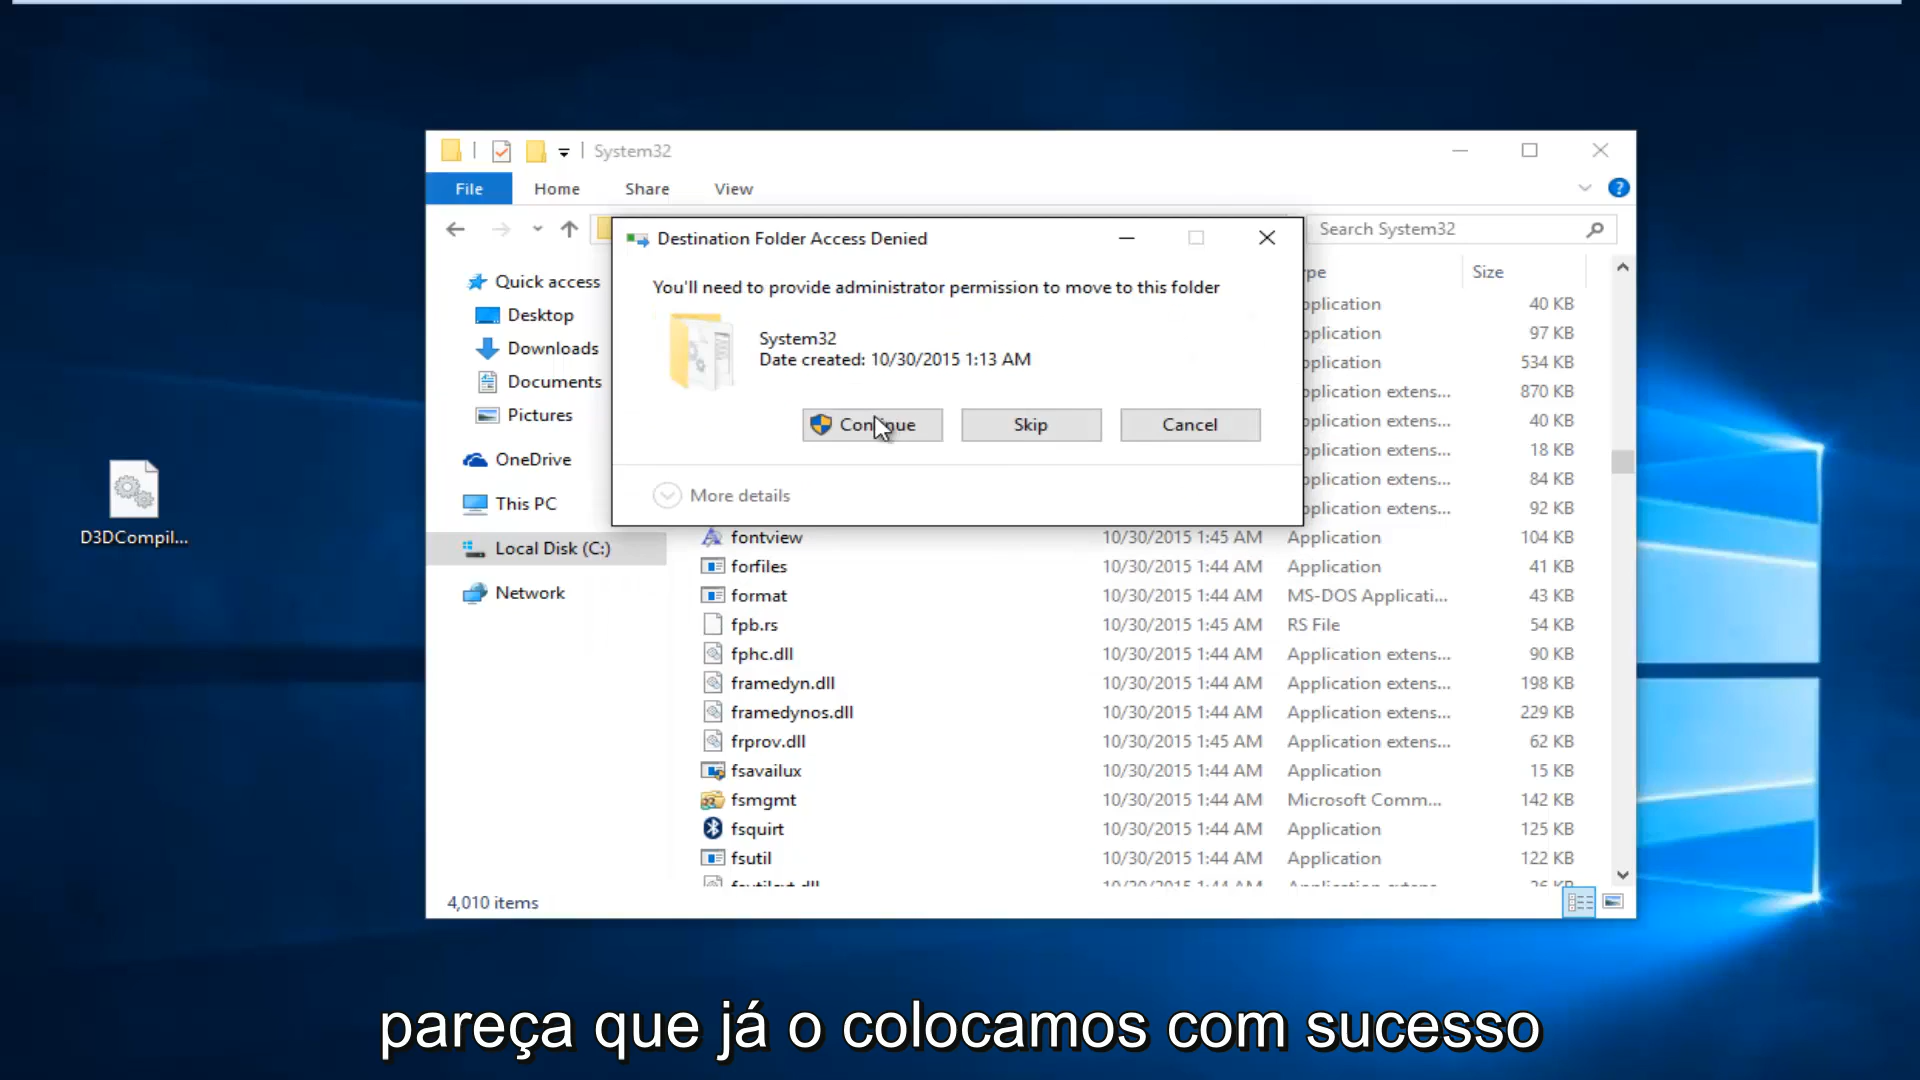 System32
File Home Share View
Search System32
Destination Folder Access Denied
You'll need to provide administrator permission to move to this folder
System32
Date created: 10/30/2015 1:13 AM
Skip Cancel
More details
Quick access
Desktop
Downloads
Documents
Pictures
OneDrive
This PC
Local Disk (C:)
Network
D3DCompil...
Size
40 KB
97 KB
534 KB
extens... 870 KB
extens... 40 KB
extens... 18 KB
extens... 84 KB
extens... 92 KB
fontview 10/30/2015 1:45 AM Application 104 KB
forfiles 10/30/2015 1:44 AM Application 41 KB
format 10/30/2015 1:44 AM MS-DOS Applicati... 43 KB
fpb.rs 10/30/2015 1:45 AM RS File 54 KB
fphc.dll 10/30/2015 1:44 AM Application extens... 90 KB
framedyn.dll 10/30/2015 1:44 AM Application extens... 198 KB
framedynos.dll 10/30/2015 1:44 AM Application extens... 229 KB
frprov.dll 10/30/2015 1:45 AM Application extens... 62 KB
fsavailux 10/30/2015 1:44 AM Application 15 KB
fsmgmt 10/30/2015 1:44 AM Microsoft Comm... 142 KB
fsquirt 10/30/2015 1:44 AM Application 125 KB
fsutil 10/30/2015 1:44 AM Application 122 KB
4,010 items
pareça que já o colocamos com sucesso